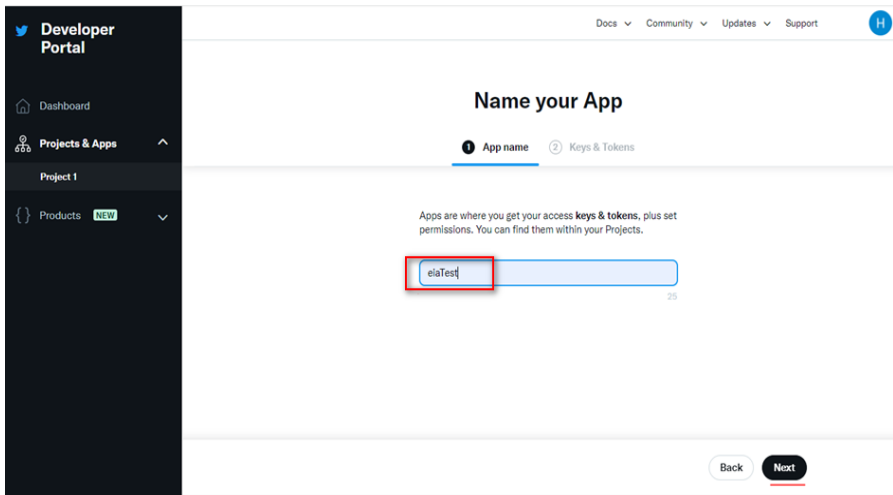 Developer
Portal
Docs Community Updates Support
H
Dashboard
Projects & Apps
Project 1
Products NEW
Name your App
1 App name 2 Keys & Tokens
Apps are where you get your access keys & tokens, plus set
permissions. You can find them within your Projects.
elaTest
25
Back Next